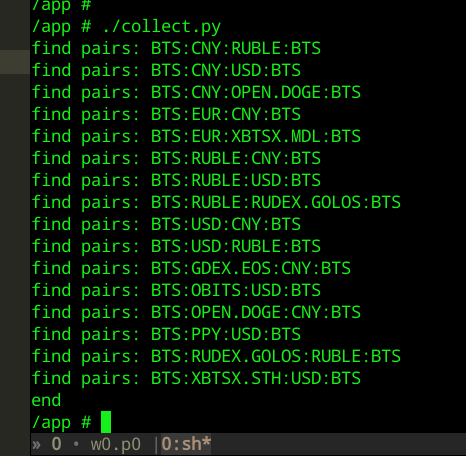 /app #
/app # ./collect.py
find pairs: BTS:CNY:RUBLE:BTS
find pairs: BTS:CNY:USD:BTS
find pairs: BTS:CNY:OPEN.DOGE:BTS
find pairs: BTS:EUR:CNY:BTS
find pairs: BTS:EUR:XBTSX.MDL:BTS
find pairs: BTS:RUBLE:CNY:BTS
find pairs: BTS:RUBLE:USD:BTS
find pairs: BTS:RUBLE:RUDEX.GOLOS:BTS
find pairs: BTS:USD:CNY:BTS
find pairs: BTS:USD:RUBLE:BTS
find pairs: BTS:GDEX.EOS:CNY:BTS
find pairs: BTS:OBITS:USD:BTS
find pairs: BTS:OPEN.DOGE:CNY:BTS
find pairs: BTS:PPY:USD:BTS
find pairs: BTS:RUDEX.GOLOS:RUBLE:BTS
find pairs: BTS:XBTSX.STH:USD:BTS
end
/app #
» 0 · w0.p0 |0:sh*